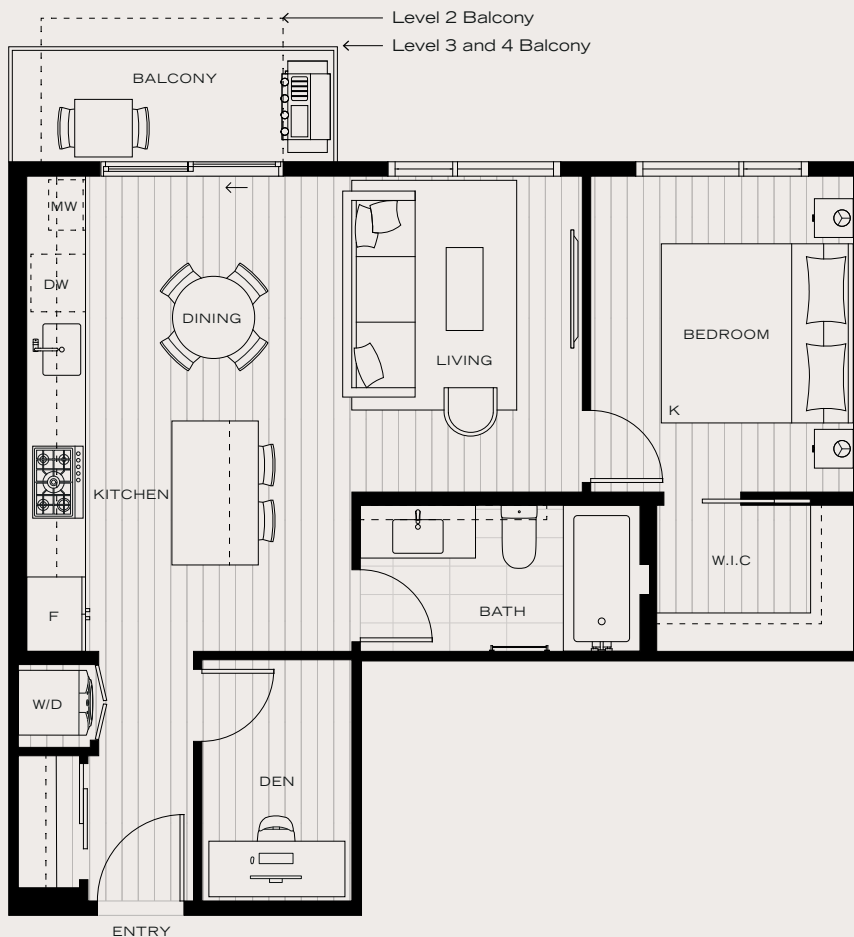 Level 2 Balcony
Level 3 and 4 Balcony
BALCONY
MW
DW
DINING
LIVING
BEDROOM
K
KITCHEN
W.I.C
F
BATH
W/D
DEN
ENTRY